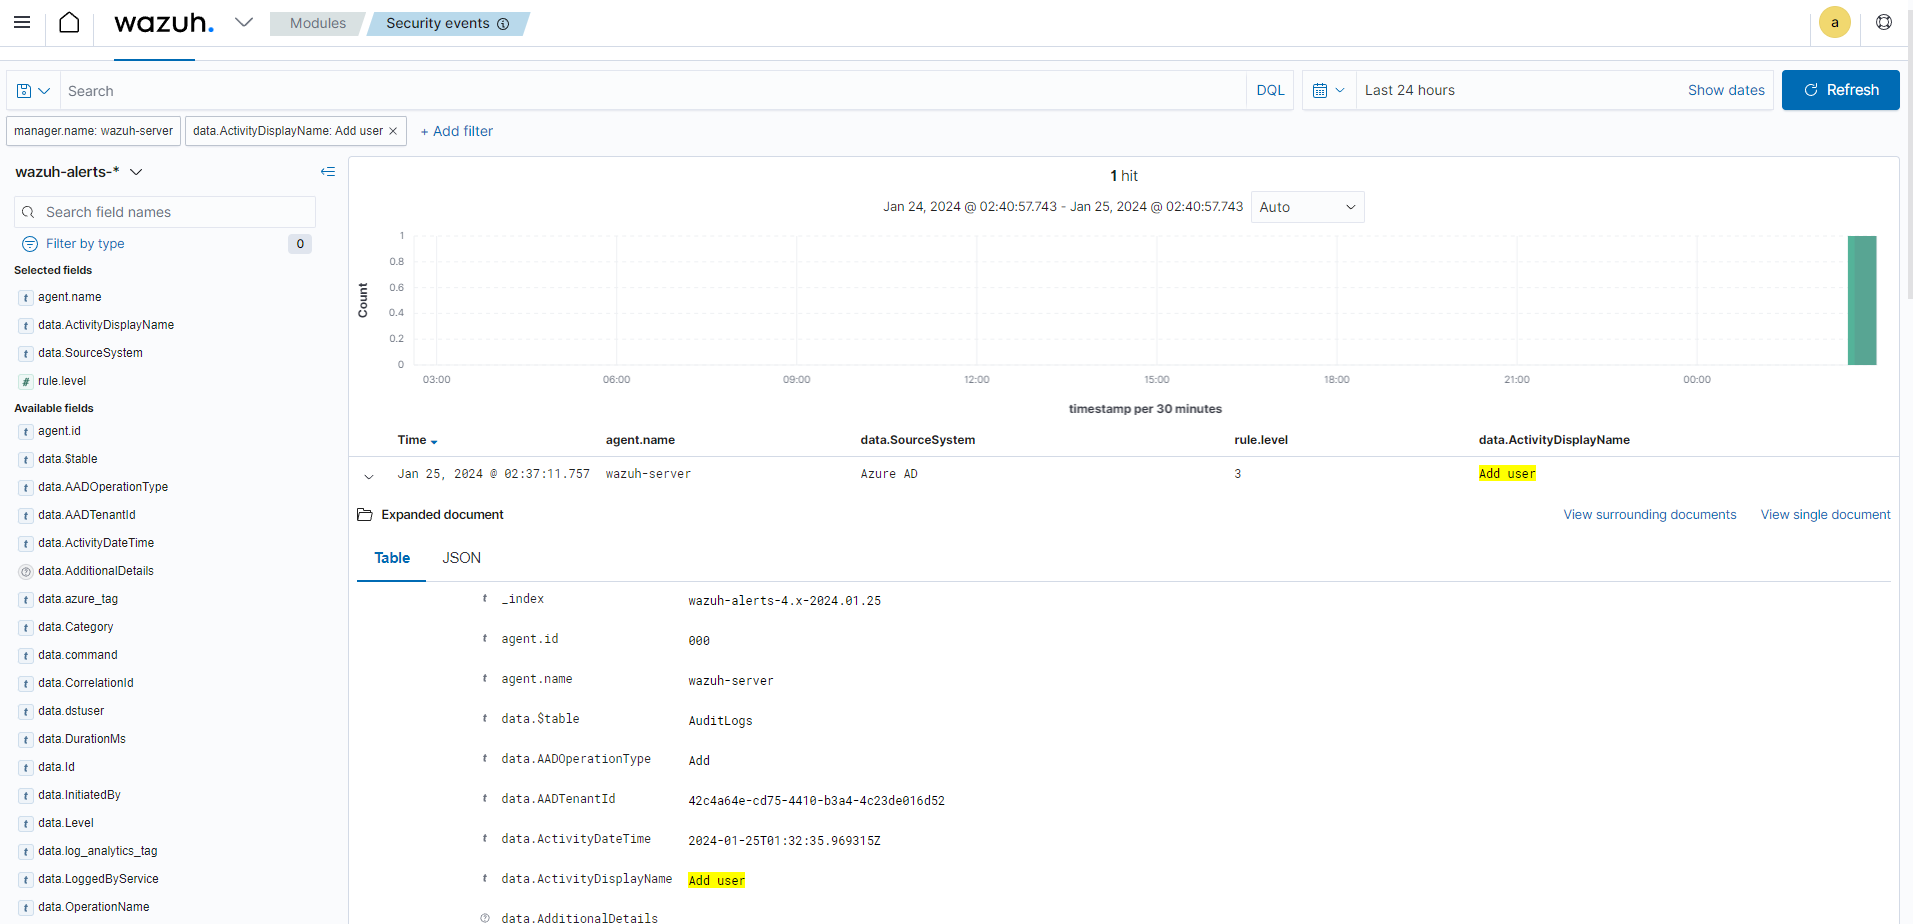 wazuh.
Modules
Security events
a
Search
DQL
Last 24 hours
Show dates
Refresh
manager.name: wazuh-server
data.ActivityDisplayName: Add user ×
+ Add filter
wazuh-alerts-*
Search field names
Filter by type
0
Selected fields
t agent.name
t data.ActivityDisplayName
t data.SourceSystem
# rule.level
Available fields
t agent.id
t data.$table
t data.AADOperationType
t data.AADTenantId
t data.ActivityDateTime
data.AdditionalDetails
t data.azure_tag
t data.Category
t data.command
t data.CorrelationId
t data.dstuser
t data.DurationMs
t data.Id
t data.InitiatedBy
t data.Level
t data.log_analytics_tag
t data.LoggedByService
t data.OperationName
1 hit
Jan 24, 2024 @ 02:40:57.743 - Jan 25, 2024 @ 02:40:57.743
Auto
Count
1
0.8
0.6
0.4
0.2
0
03:00 06:00 09:00 12:00 15:00 18:00 21:00 00:00
timestamp per 30 minutes
Time agent.name data.SourceSystem rule.level data.ActivityDisplayName
Jan 25, 2024 @ 02:37:11.757 wazuh-server Azure AD 3 Add user
Expanded document
View surrounding documents
View single document
Table
JSON
t _index wazuh-alerts-4.x-2024.01.25
t agent.id 000
t agent.name wazuh-server
t data.$table AuditLogs
t data.AADOperationType Add
t data.AADTenantId 42c4a64e-cd75-4410-b3a4-4c23de016d52
t data.ActivityDateTime 2024-01-25T01:32:35.969315Z
t data.ActivityDisplayName Add user
data.AdditionalDetails